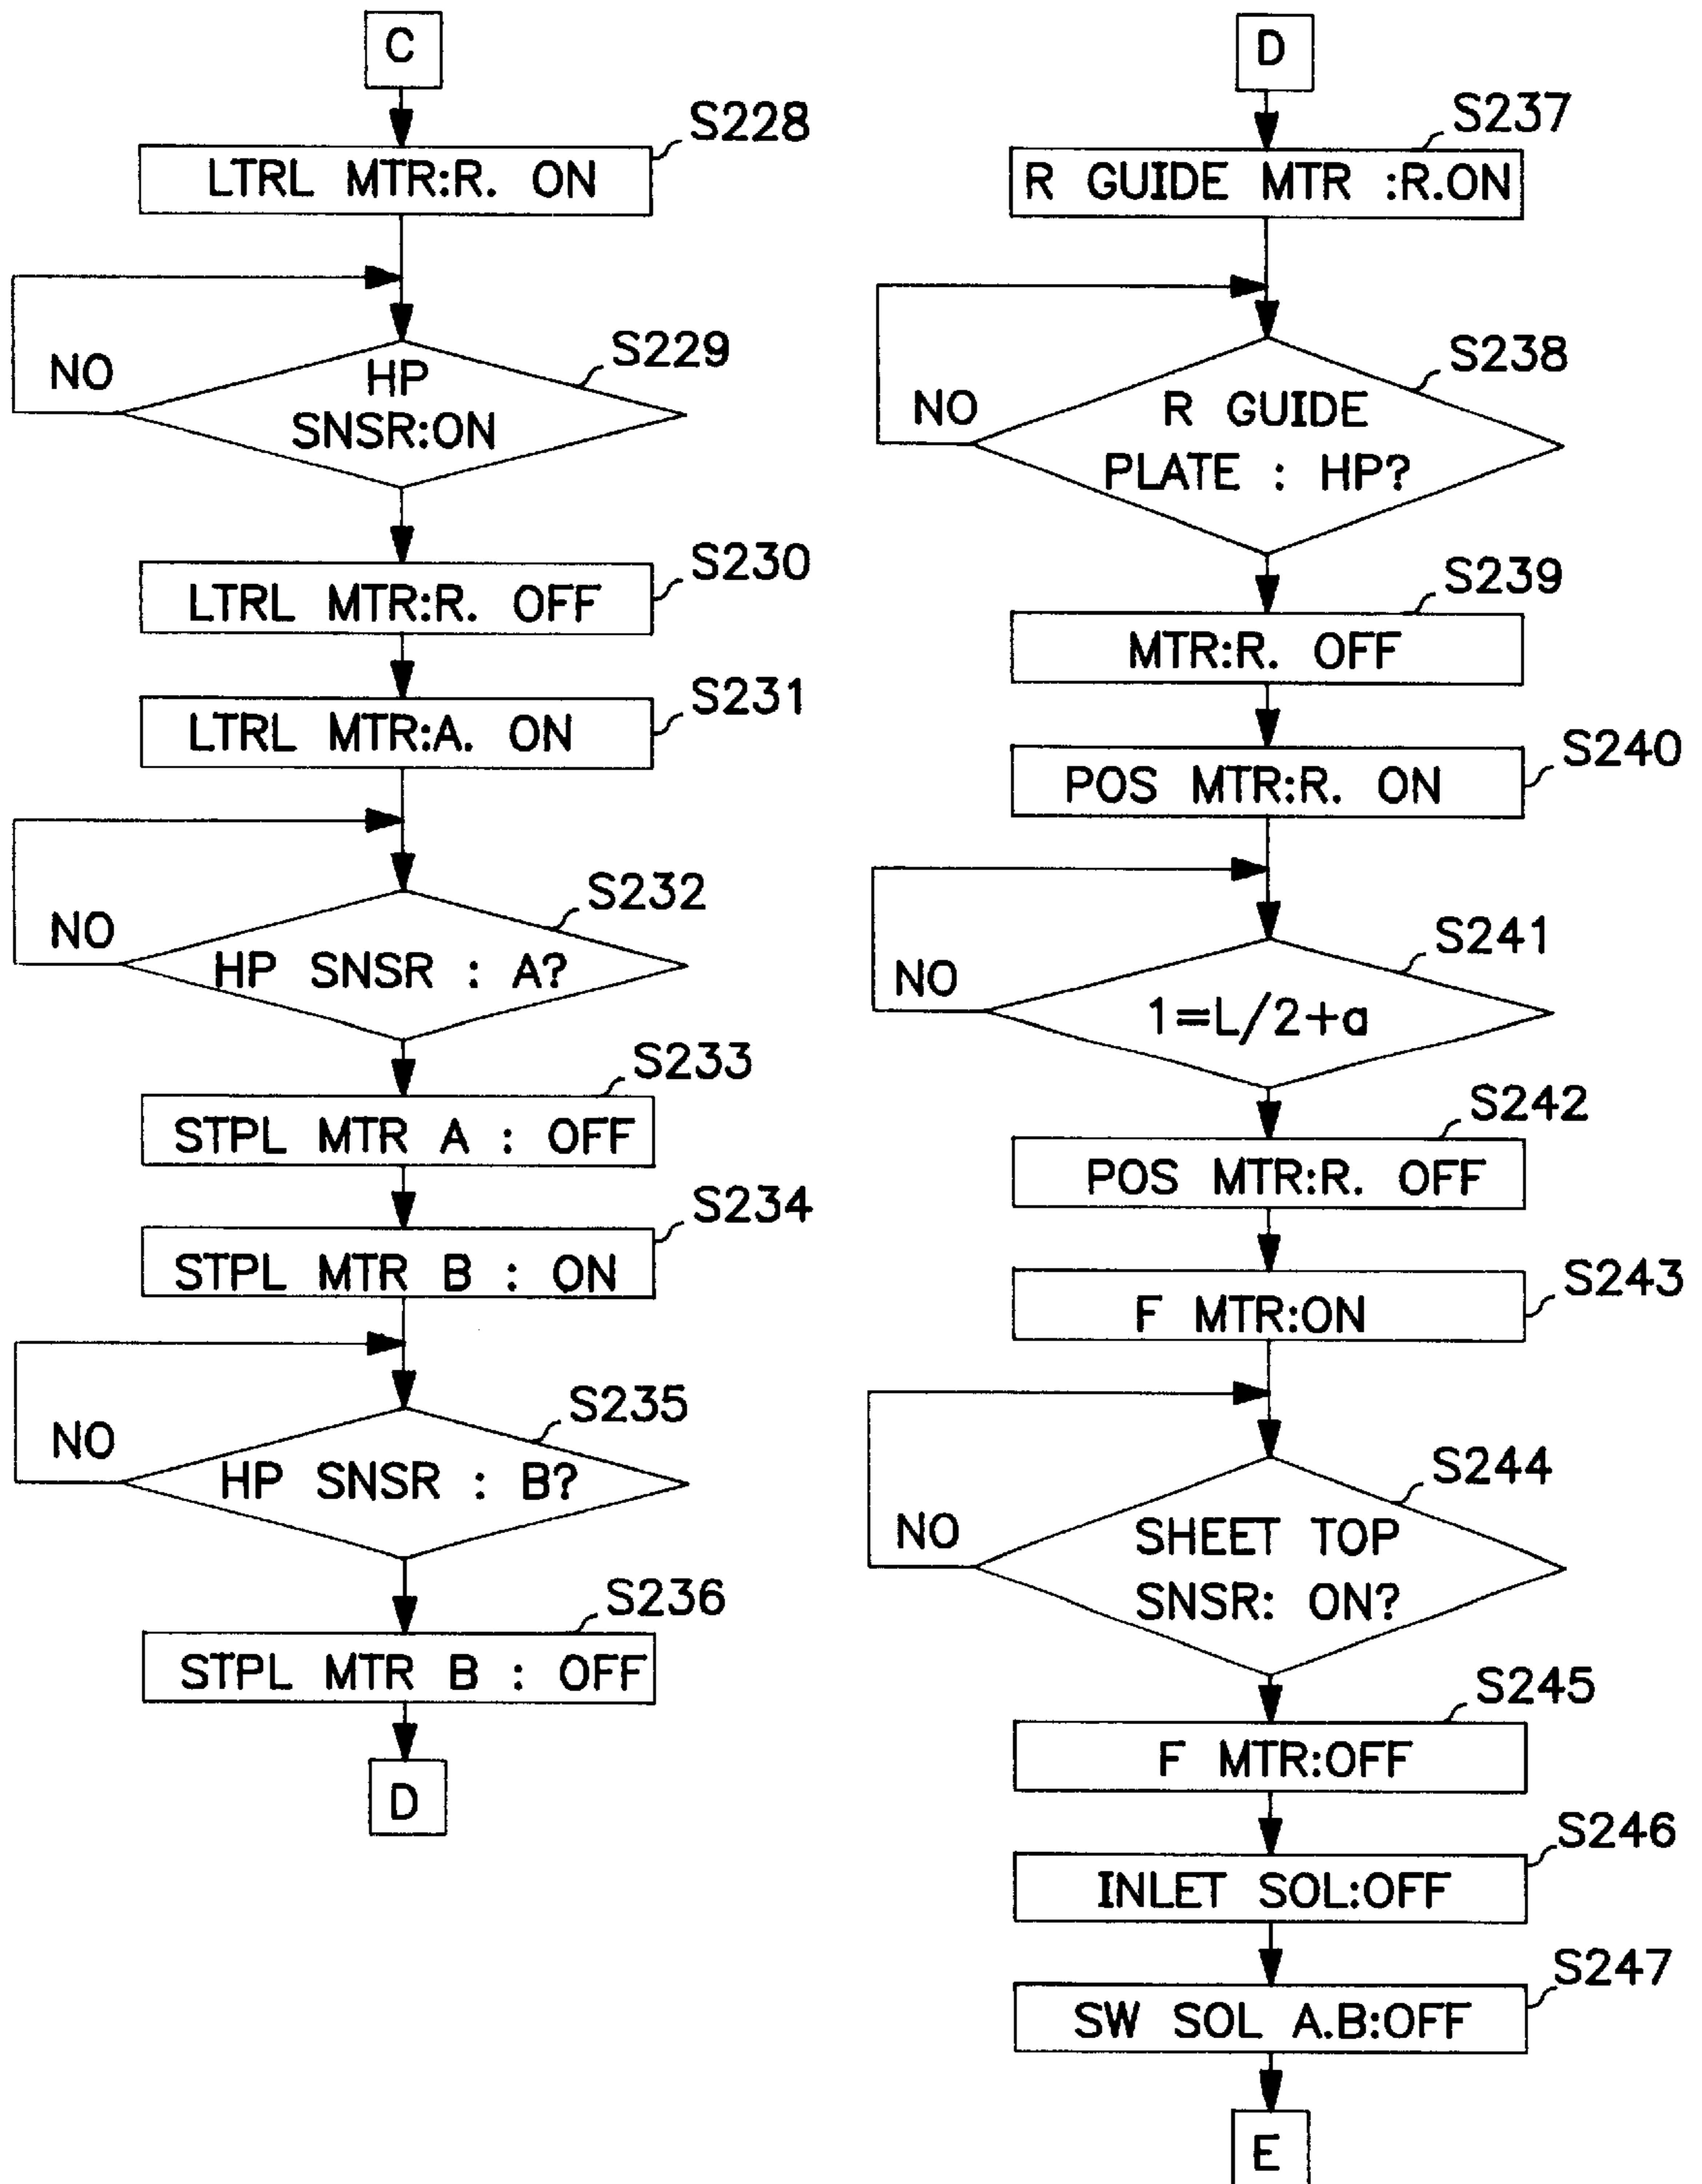 C
S228
LTRL MTR:R. ON
S229
NO
HP
SNSR:ON
S230
LTRL MTR:R. OFF
S231
LTRL MTR:A. ON
S232
NO
HP SNSR : A?
S233
STPL MTR A : OFF
S234
STPL MTR B : ON
S235
NO
HP SNSR : B?
S236
STPL MTR B : OFF
D
D
S237
R GUIDE MTR :R.ON
S238
NO
R GUIDE
PLATE : HP?
S239
MTR:R. OFF
S240
POS MTR:R. ON
S241
NO
1=L/2+a
S242
POS MTR:R. OFF
S243
F MTR:ON
S244
NO
SHEET TOP
SNSR: ON?
S245
F MTR:OFF
S246
INLET SOL:OFF
S247
SW SOL A.B:OFF
E